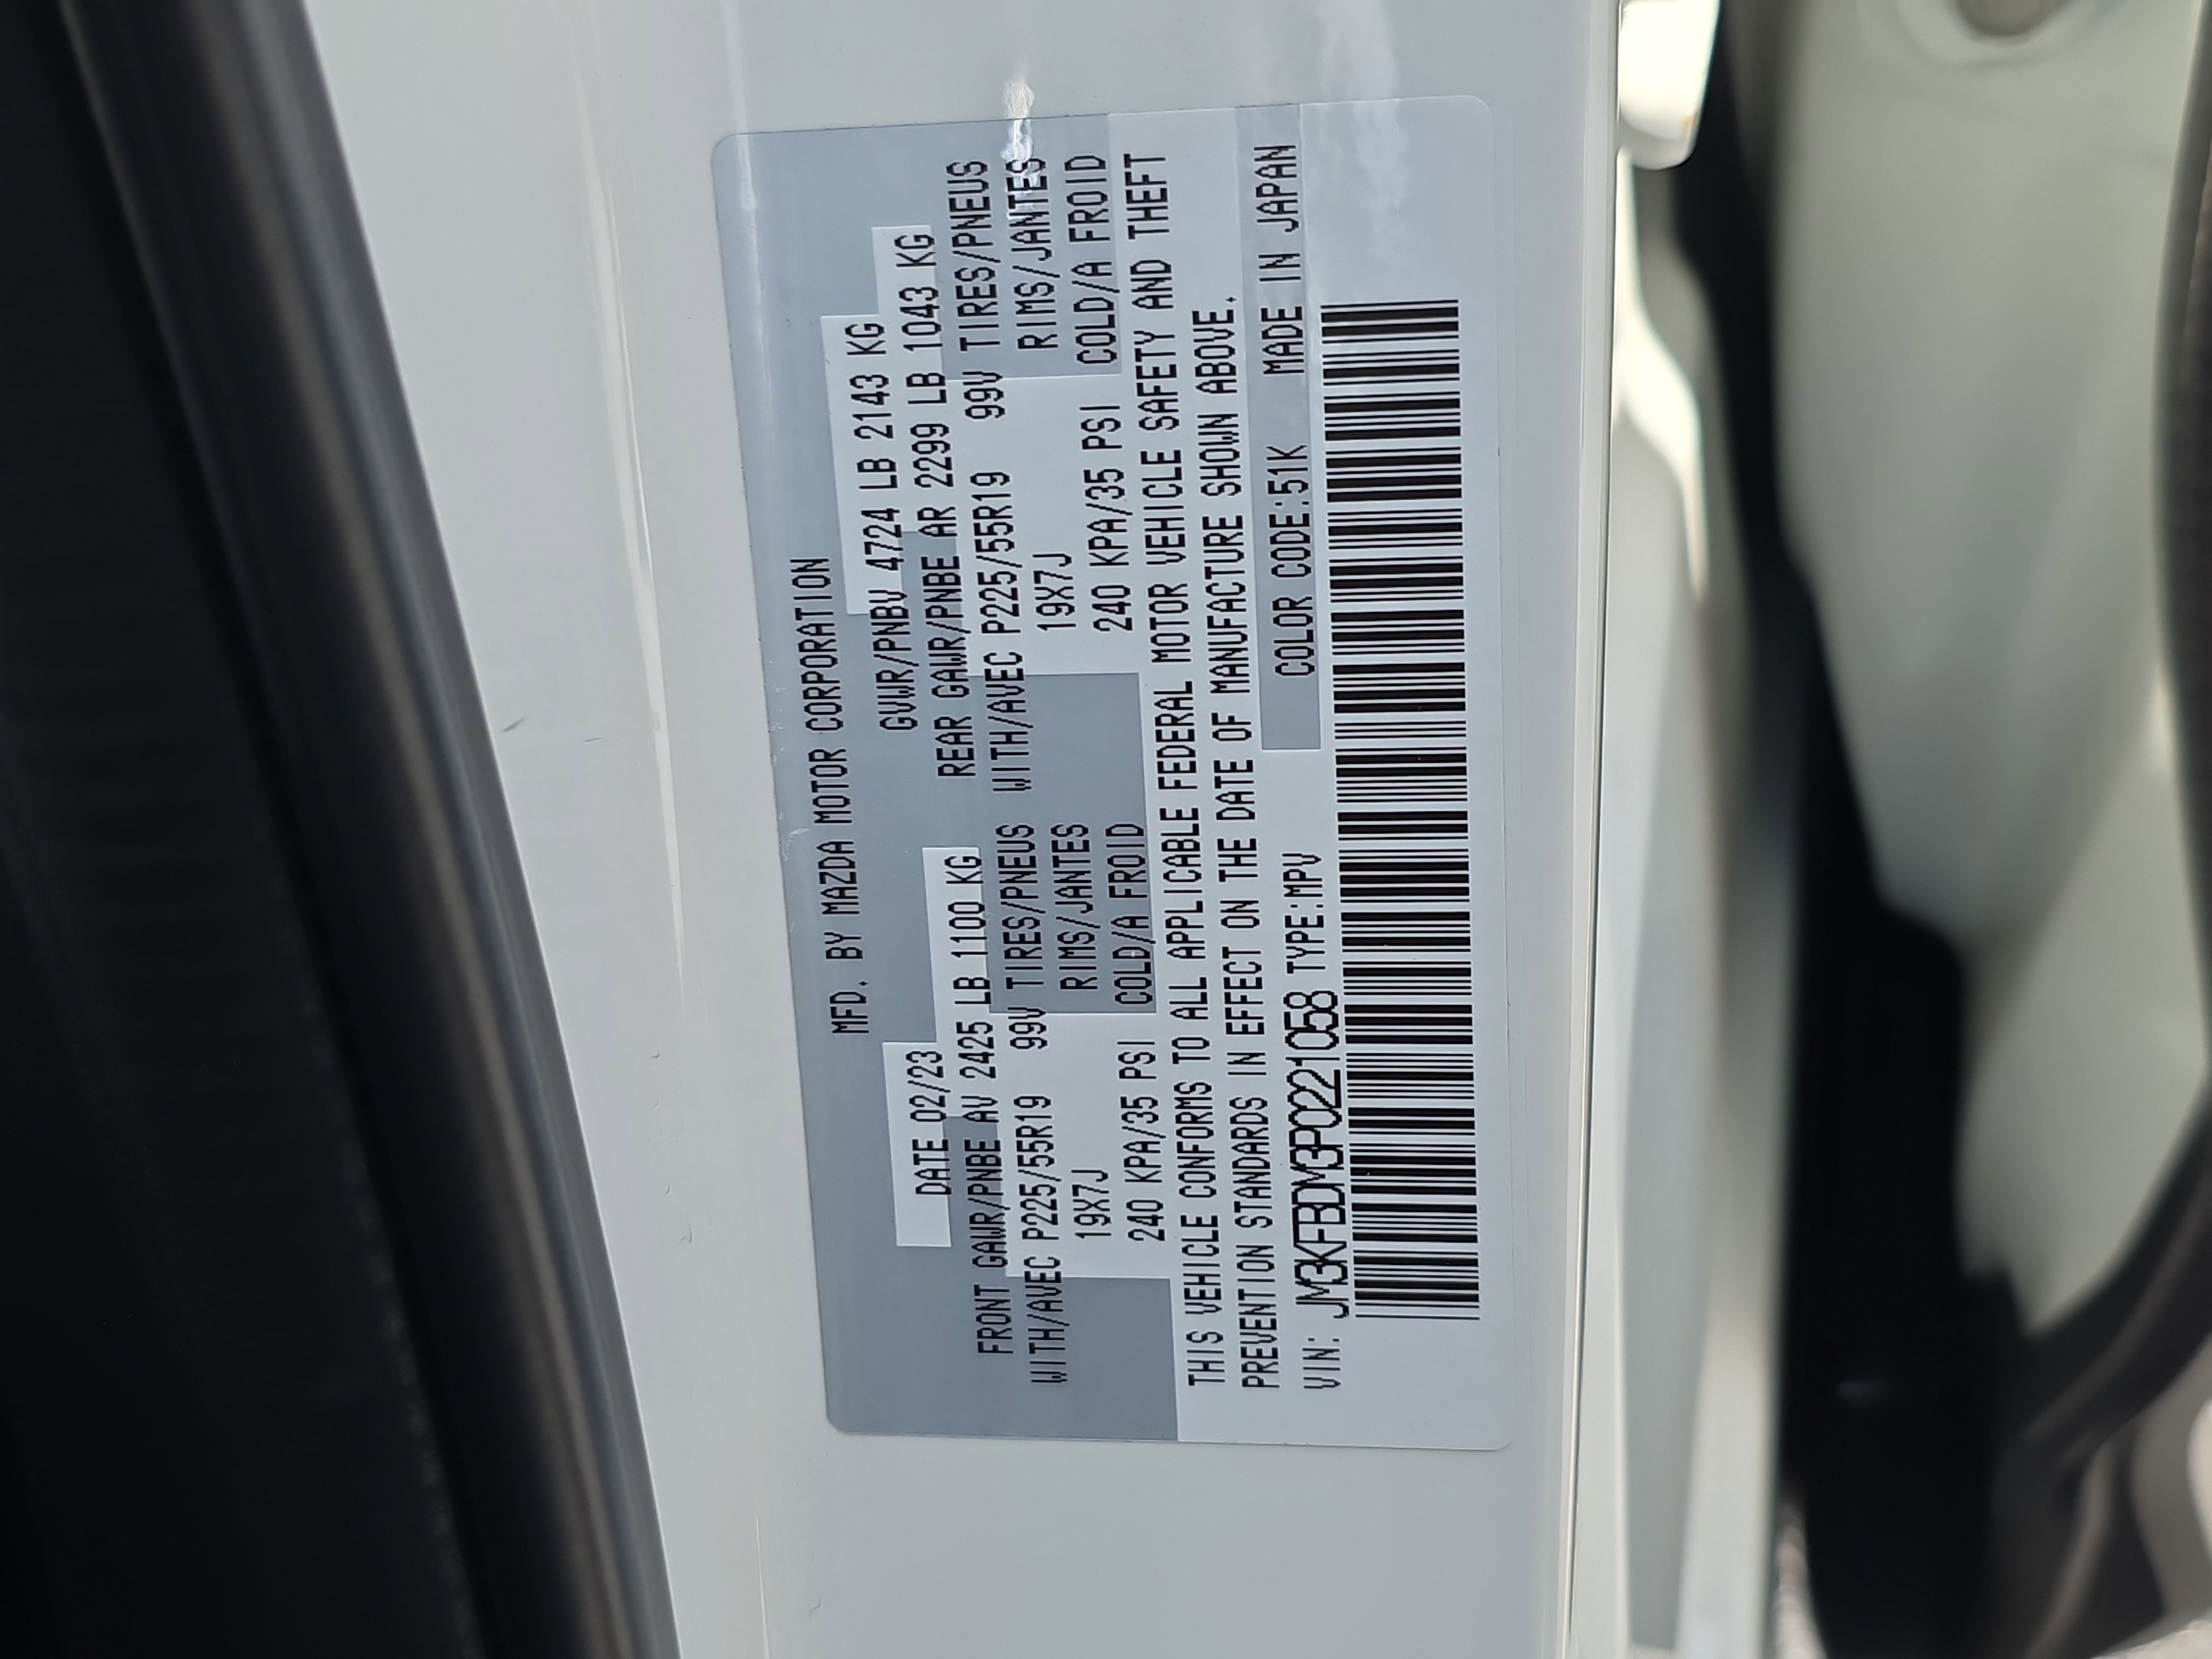 MFD. BY MAZDA MOTOR CORPORATION
DATE 02/23 GVWR/PNBV 4724 LB 2143 KG
FRONT GAWR/PNBE AV 2425 LB 1100 KG REAR GAWR/PNBE AR 2299 LB 1043 KG
WITH/AVEC P225/55R19 99V TIRES/PNEUS WITH/AVEC P225/55R19 99V TIRES/PNEUS
19X7J RIMS/JANTES 19X7J RIMS/JANTES
240 KPA/35 PSI COLD/A FROID 240 KPA/35 PSI COLD/A FROID
THIS VEHICLE CONFORMS TO ALL APPLICABLE FEDERAL MOTOR VEHICLE SAFETY AND THEFT
PREVENTION STANDARDS IN EFFECT ON THE DATE OF MANUFACTURE SHOWN ABOVE.
VIN: JM3KFBDM3P0221058 TYPE:MPV COLOR CODE:51K MADE IN JAPAN